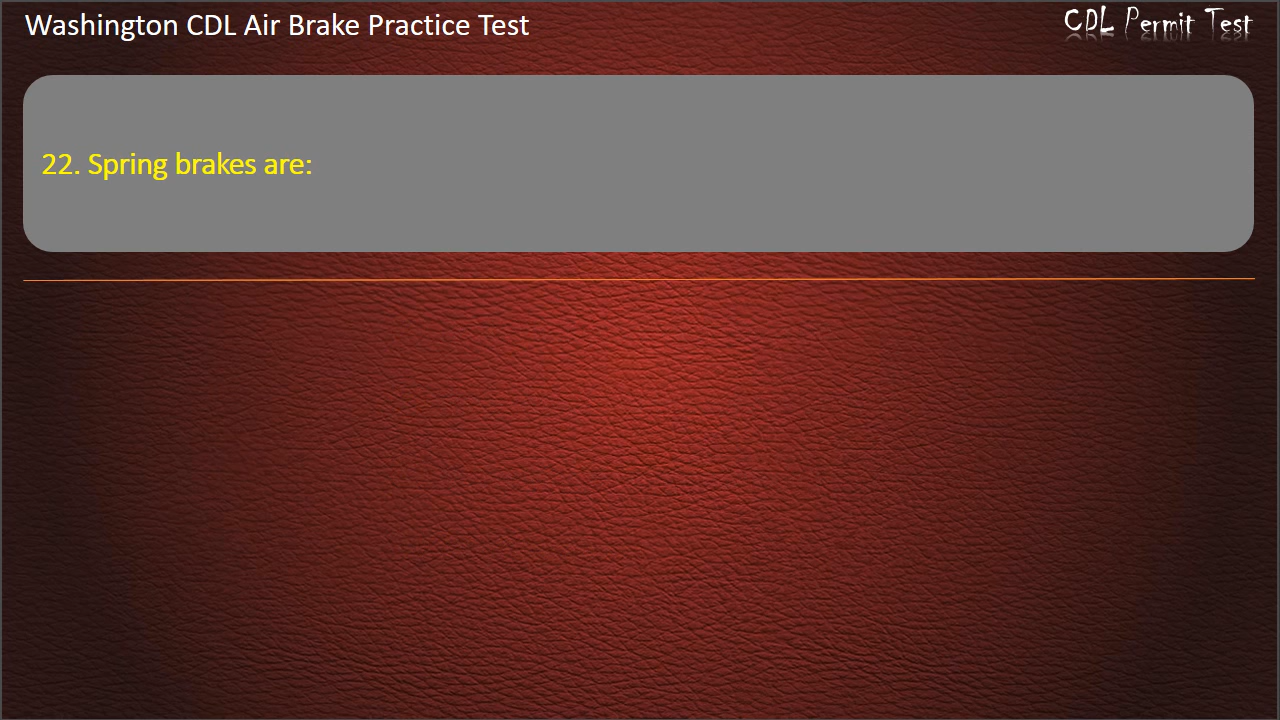 Washington CDL Air Brake Practice Test
CDL Permit Test
22. Spring brakes are: